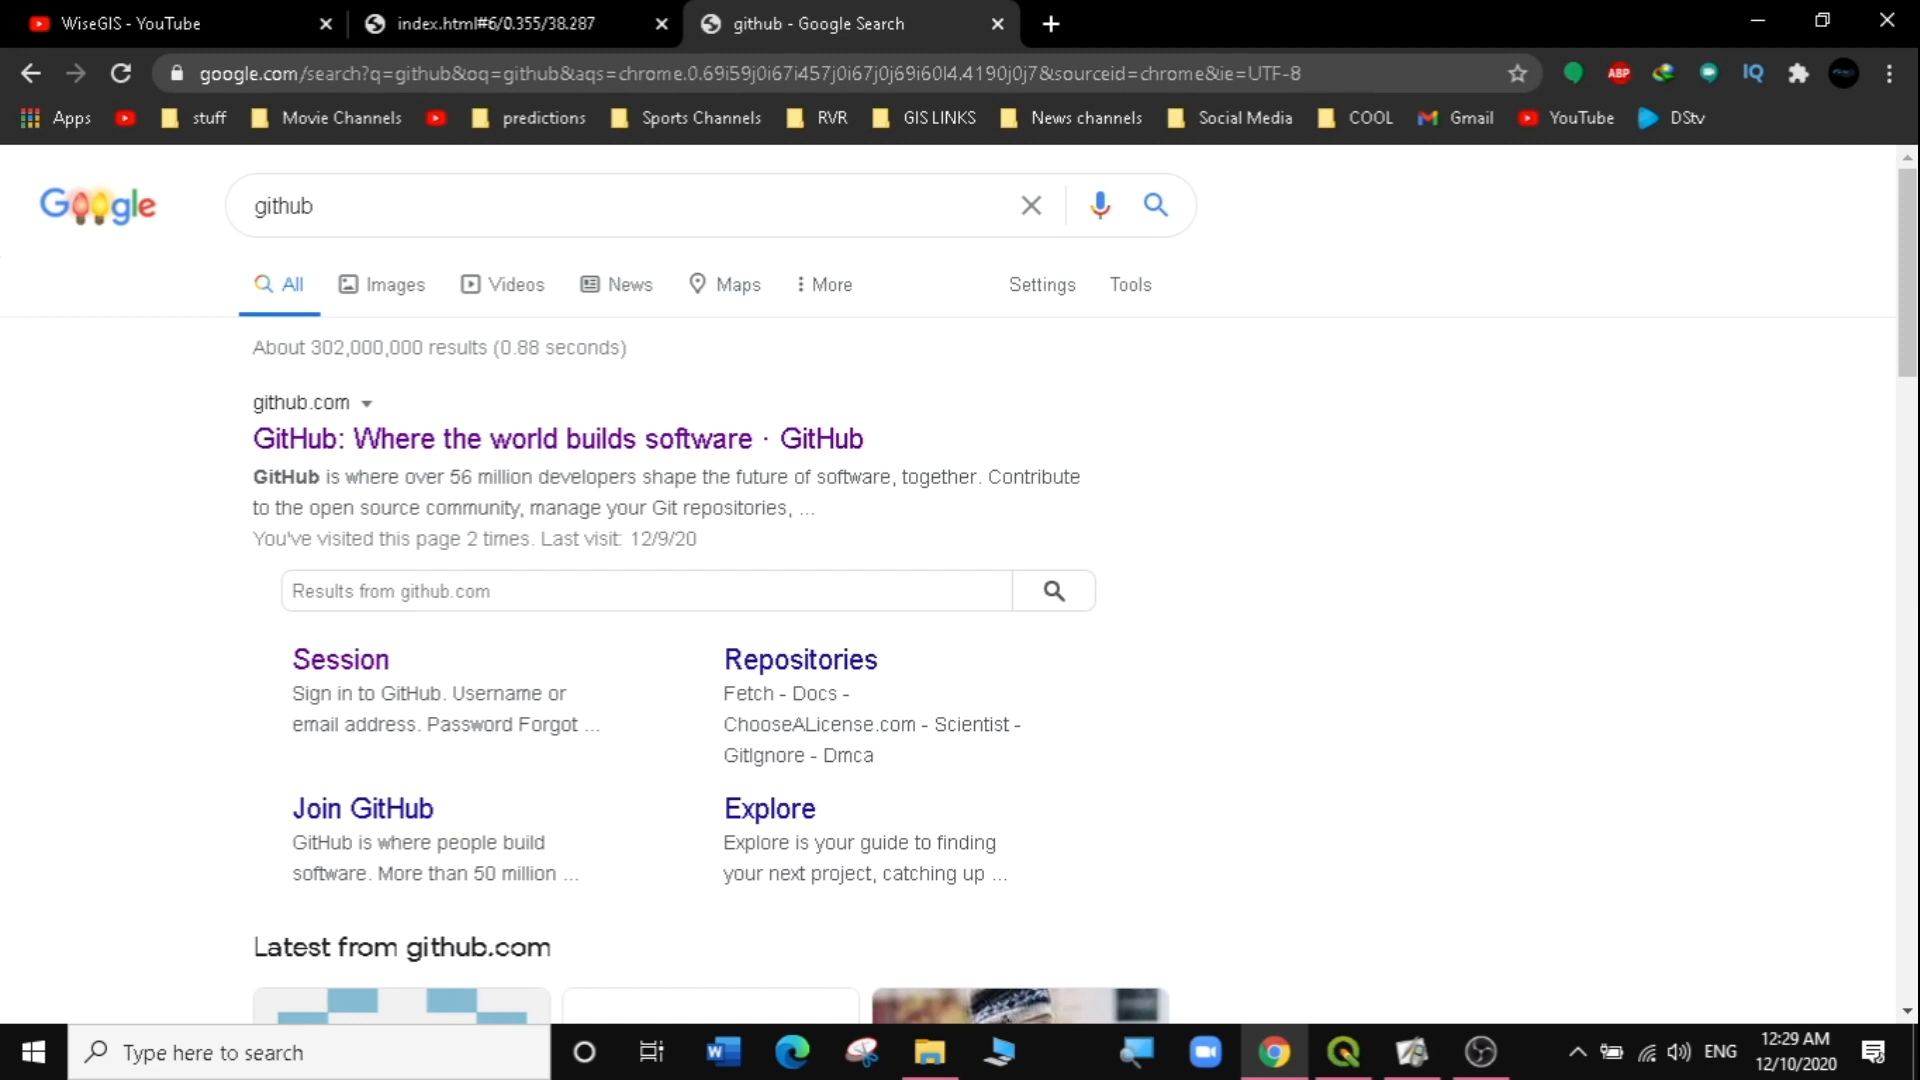 WiseGIS - YouTube
index.html#6/0.355/38.287
github - Google Search
google.com/search?q=github&oq=github&aqs=chrome.0.69i59j0i67i457j0i67j0j69i60l4.4190j0j7&sourceid=chrome&ie=UTF-8
ABP
IQ
Apps
stuff
Movie Channels
predictions
Sports Channels
RVR
GIS LINKS
News channels
Social Media
COOL
Gmail
YouTube
DStv
Google
github
All
Images
Videos
News
Maps
More
Settings
Tools
About 302,000,000 results (0.88 seconds)
github.com
GitHub: Where the world builds software · GitHub
GitHub is where over 56 million developers shape the future of software, together. Contribute
to the open source community, manage your Git repositories, ...
You've visited this page 2 times. Last visit: 12/9/20
Results from github.com
Session
Sign in to GitHub. Username or
email address. Password Forgot ...
Repositories
Fetch - Docs -
ChooseALicense.com - Scientist -
GitIgnore - Dmca
Join GitHub
GitHub is where people build
software. More than 50 million ...
Explore
Explore is your guide to finding
your next project, catching up ...
Latest from github.com
Type here to search
ENG
12:29 AM
12/10/2020